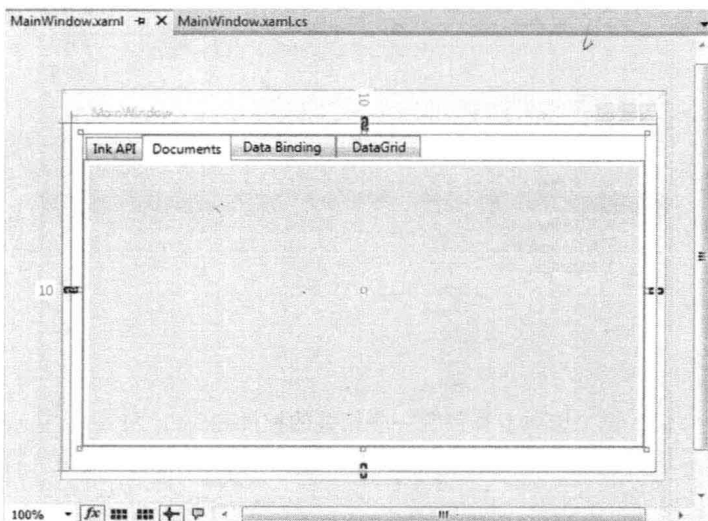 MainWindow.xaml MainWindow.xaml.cs
10
MainWindow
Ink API Documents Data Binding DataGrid
10
100% fx